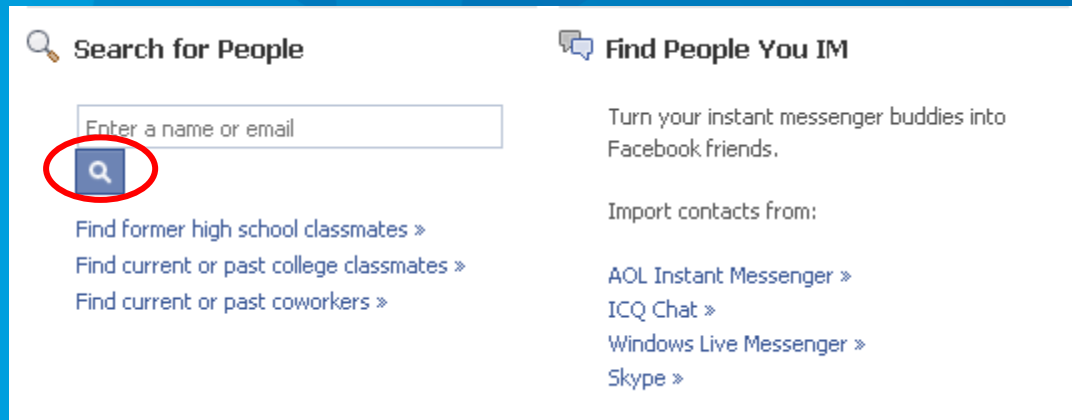 Search for People
Enter a name or email
Find former high school classmates »
Find current or past college classmates »
Find current or past coworkers »
Find People You IM
Turn your instant messenger buddies into
Facebook friends.
Import contacts from:
AOL Instant Messenger »
ICQ Chat »
Windows Live Messenger »
Skype »